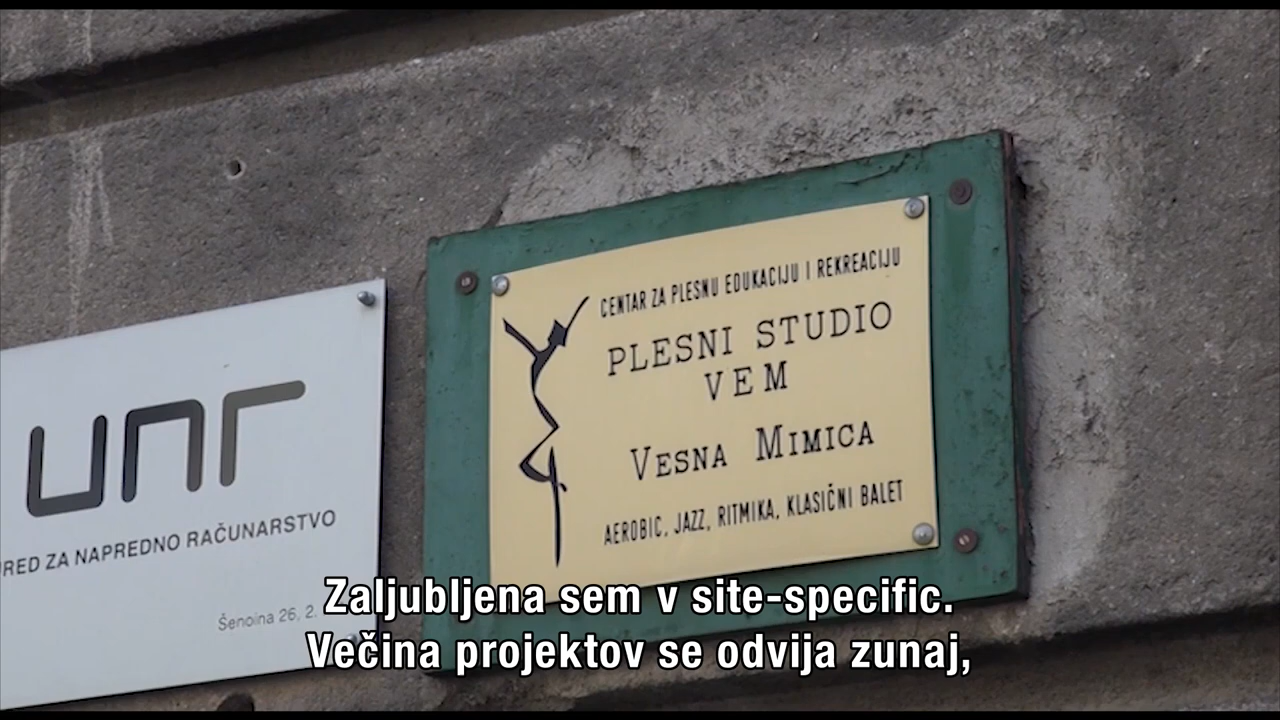 unr
URED ZA NAPREDNO RAČUNARSTVO
Šenoina 26, 2.
CENTAR ZA PLESNU EDUKACIJU I REKREACIJU
PLESNI STUDIO
VEM
VESNA MIMICA
AEROBIC, JAZZ, RITMIKA, KLASIČNI BALET
Zaljubljena sem v site-specific.
Večina projektov se odvija zunaj,